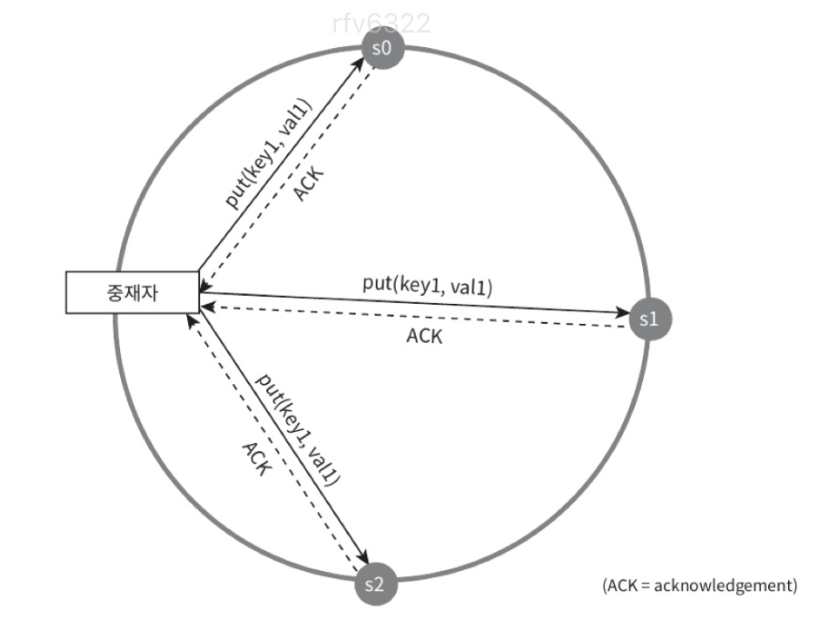 rfv6322
s0
put(key1, val1)
ACK
중재자
put(key1, val1)
ACK
s1
put(key1, val1)
ACK
s2
(ACK = acknowledgement)